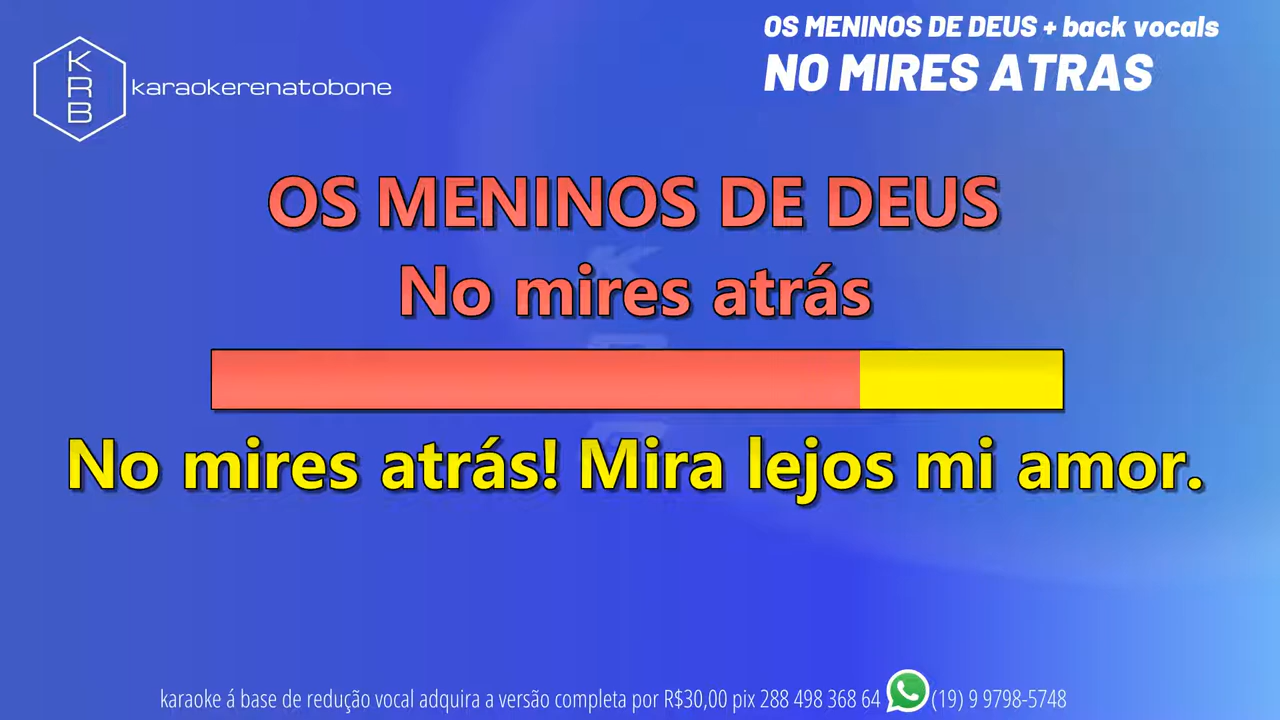 OS MENINOS DE DEUS + back vocals
NO MIRES ATRAS
K
R
B
karaokerenatobone
OS MENINOS DE DEUS
No mires atrás
No mires atrás! Mira lejos mi amor.
karaoke á base de redução vocal adquira a versão completa por R$30,00 pix 288 498 368 64 (19) 9 9798-5748